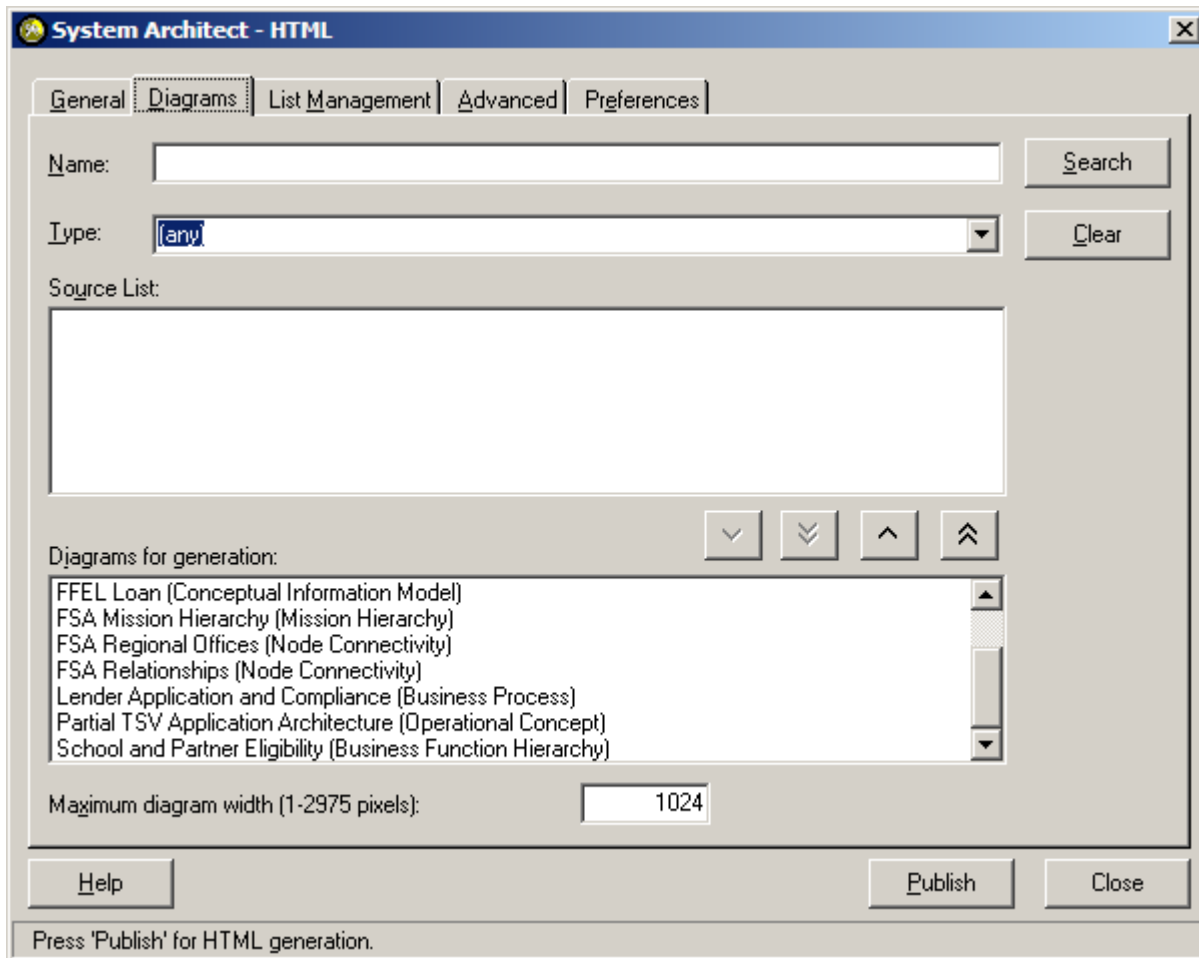 System Architect - HTML
General Diagrams List Management Advanced Preferences
Name:
Search
Type: (any)
Clear
Source List:
Diagrams for generation:
FFEL Loan (Conceptual Information Model)
FSA Mission Hierarchy (Mission Hierarchy)
FSA Regional Offices (Node Connectivity)
FSA Relationships (Node Connectivity)
Lender Application and Compliance (Business Process)
Partial TSV Application Architecture (Operational Concept)
School and Partner Eligibility (Business Function Hierarchy)
Maximum diagram width (1-2975 pixels): 1024
Help Publish Close
Press 'Publish' for HTML generation.